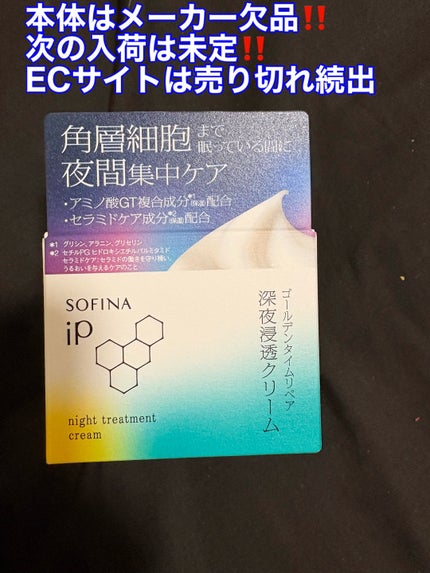 本体はメーカー欠品‼️
次の入荷は未定‼️
ECサイトは売り切れ続出
角層細胞まで
眠っている間に
夜間集中ケア
・アミノ酸GT複合成分*1(保湿)配合
・セラミドケア成分*2(保湿)配合
*1 グリシン、アラニン、グリセリン
*2 セチルPGヒドロキシエチルパルミタミド
セラミドケア:セラミドの働きを守り補い、
うるおいを与えるケアのこと
SOFINA
iP
ゴールデンタイムリペア
深夜浸透クリーム
night treatment
cream